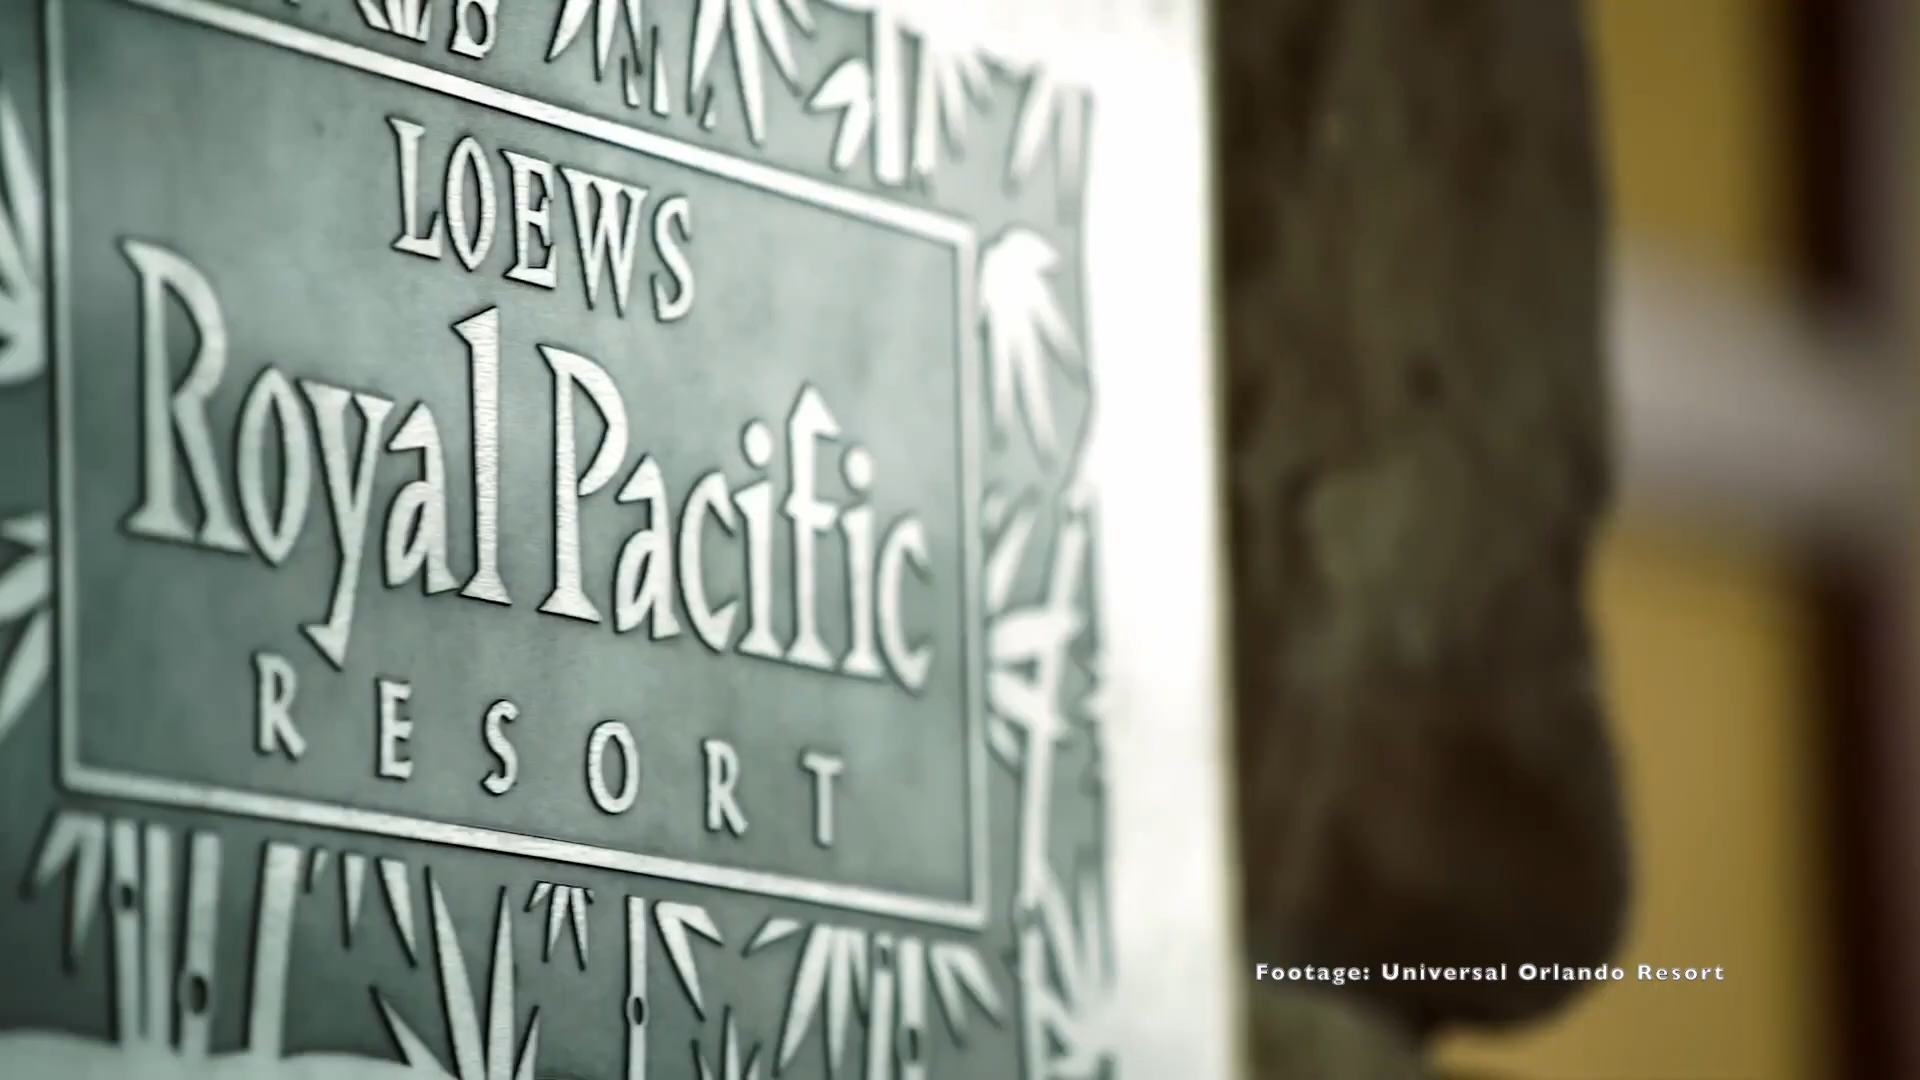 LOEWS
Royal Pacific
RESORT
Footage: Universal Orlando Resort